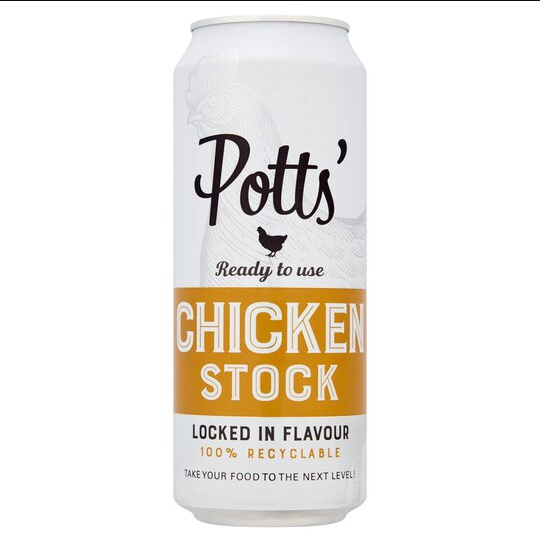 Potts'
Ready to use
CHICKEN
STOCK
LOCKED IN FLAVOUR
100% RECYCLABLE
TAKE YOUR FOOD TO THE NEXT LEVEL!